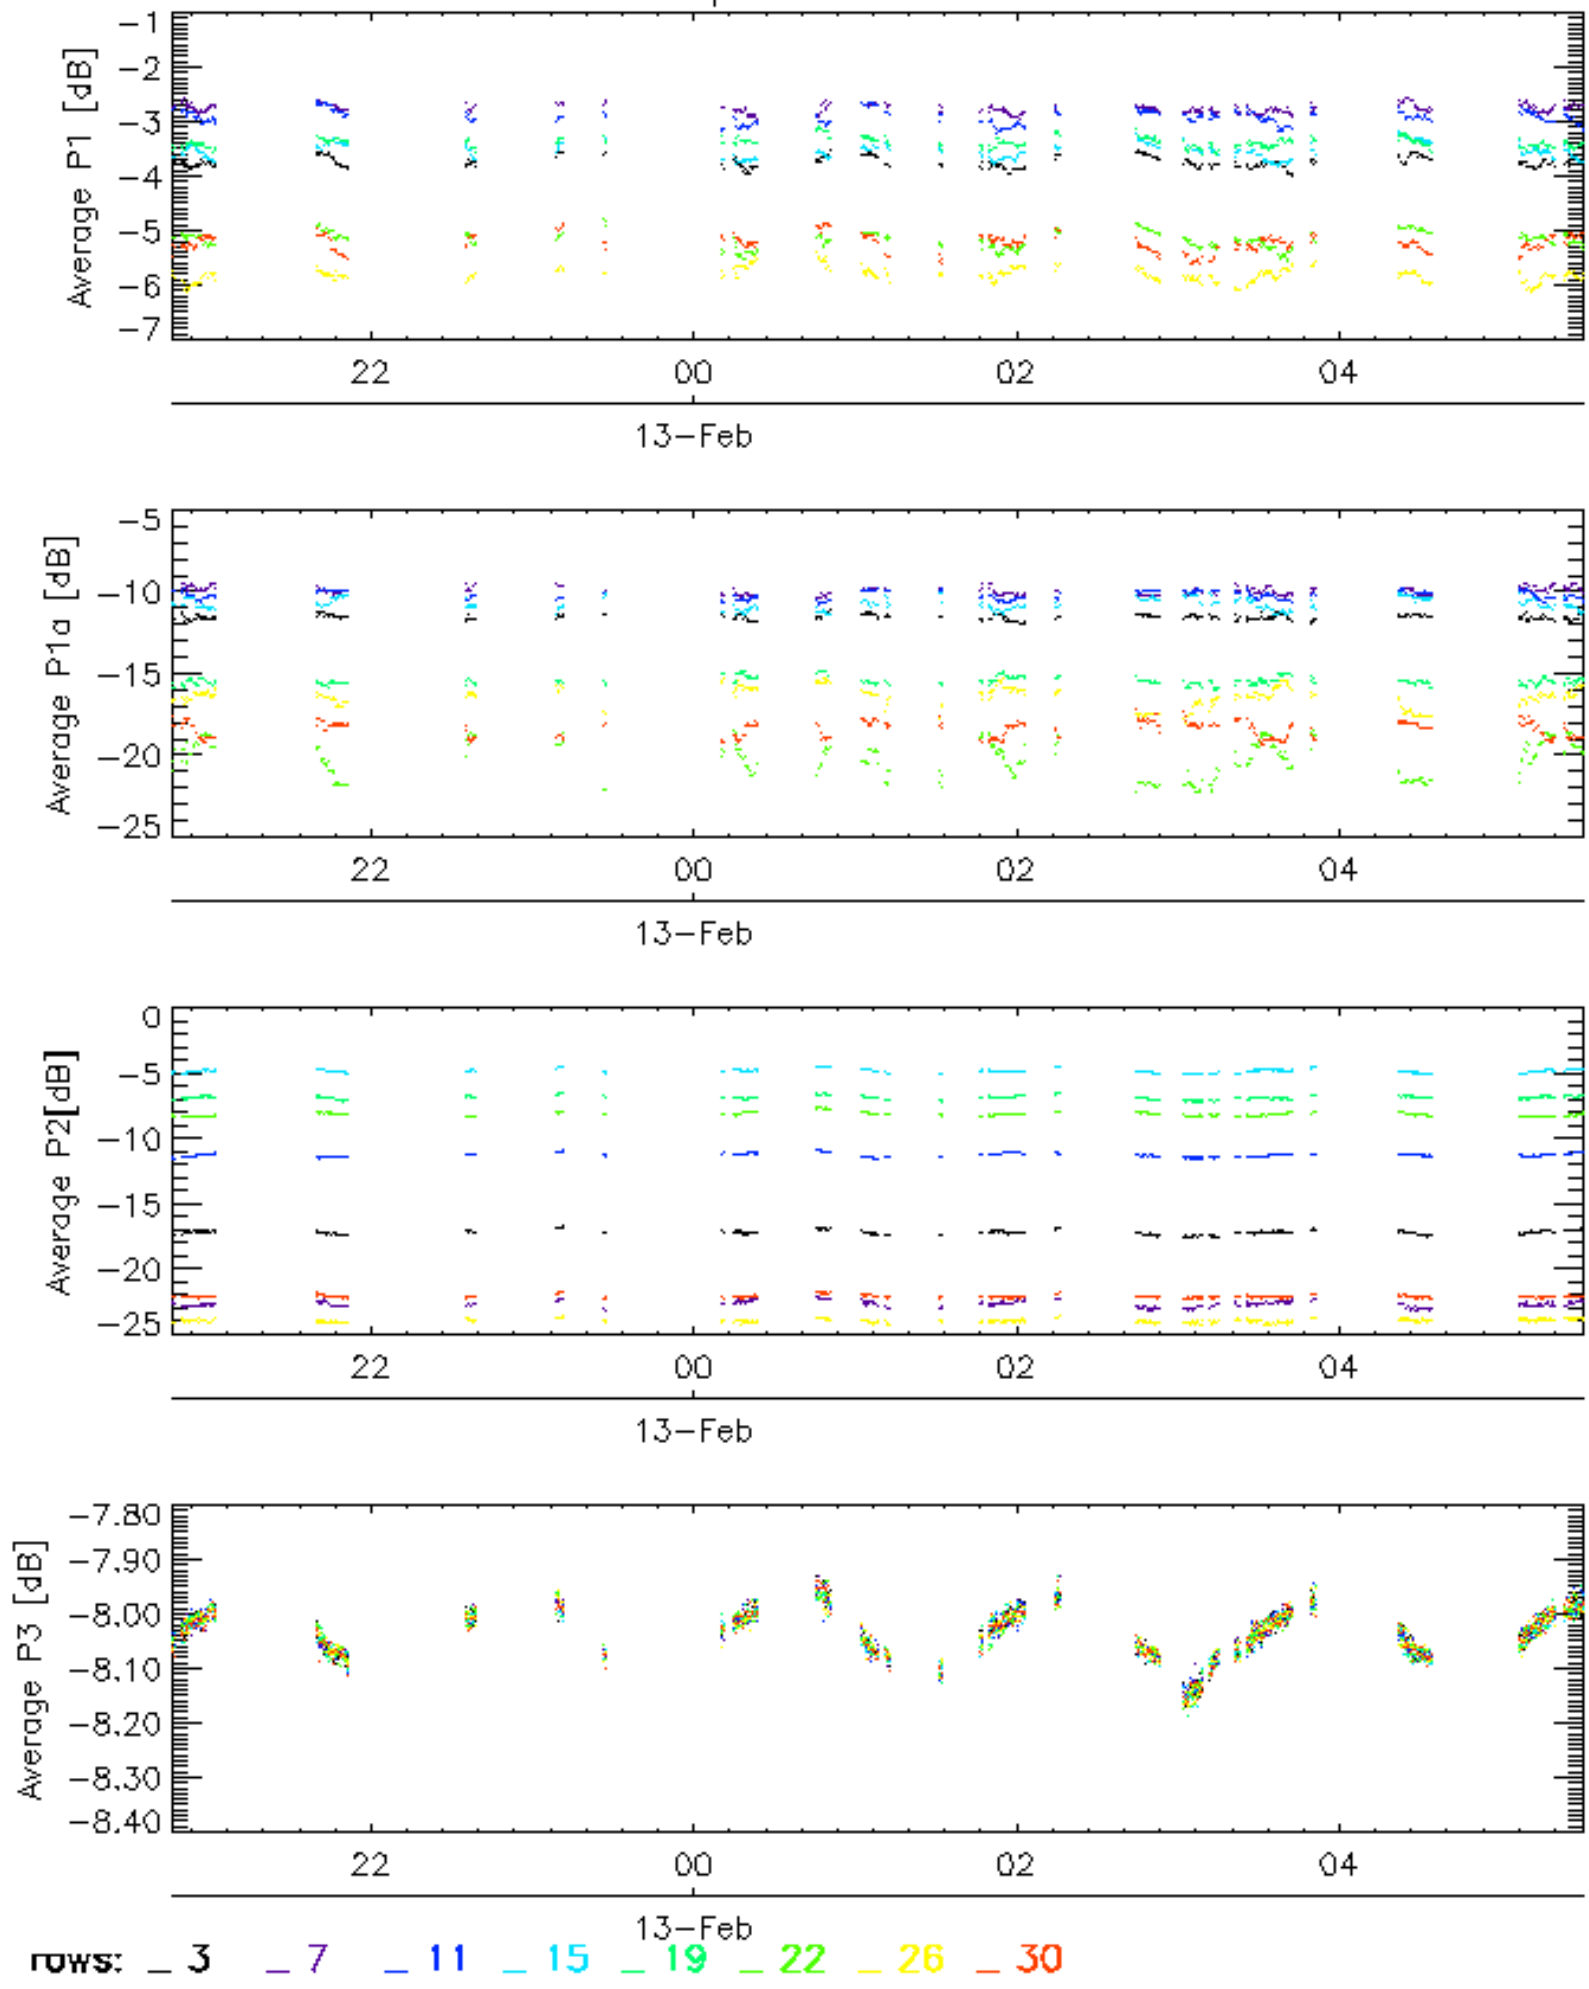 Average P1 [dB]
-1
-2
-3
-4
-5
-6
-7
22 00 02 04
13-Feb
Average P1a [dB]
-5
-10
-15
-20
-25
22 00 02 04
13-Feb
Average P2[dB]
0
-5
-10
-15
-20
-25
22 00 02 04
13-Feb
Average P3 [dB]
-7.80
-7.90
-8.00
-8.10
-8.20
-8.30
-8.40
22 00 02 04
13-Feb
rows: _ 3 _ 7 _ 11 _ 15 _ 19 _ 22 _ 26 _ 30